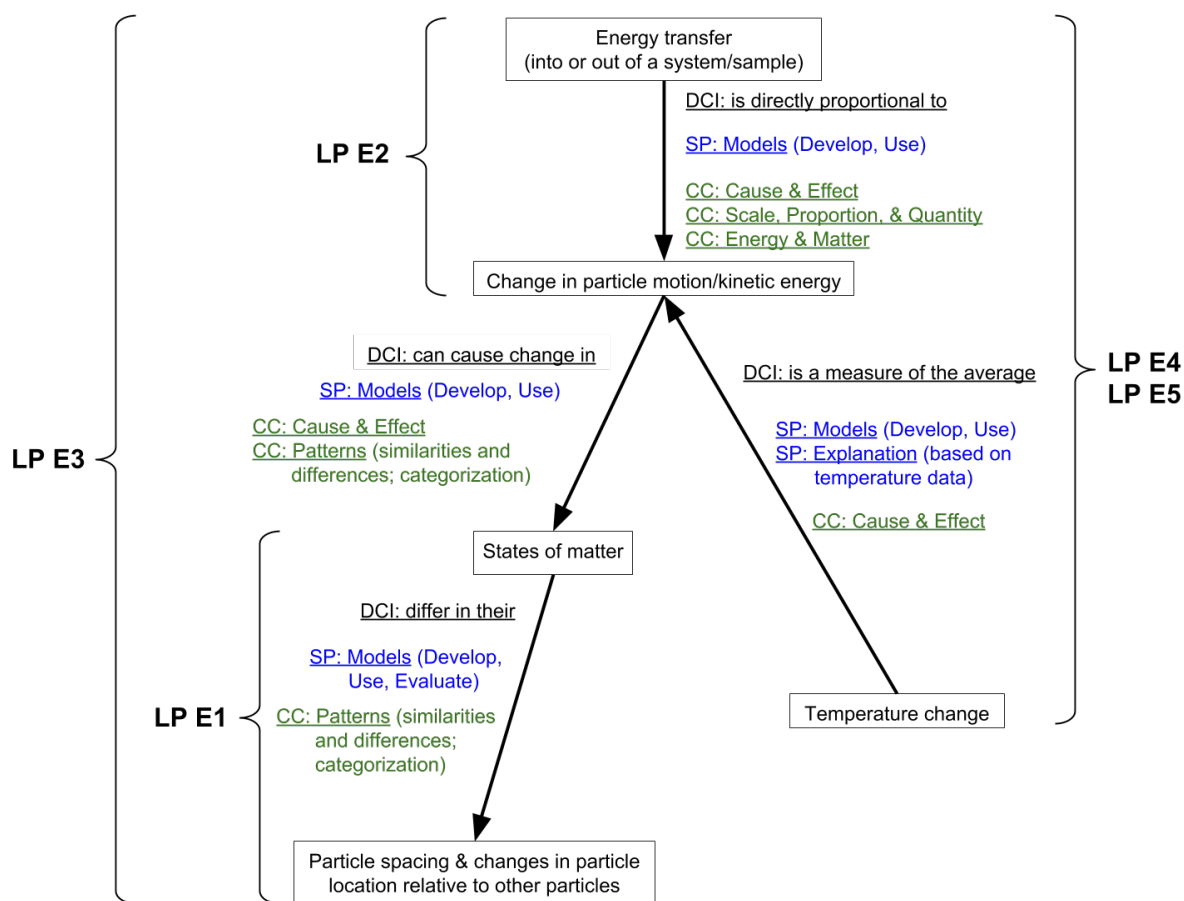 Energy transfer
(into or out of a system/sample)
DCI: is directly proportional to
SP: Models (Develop, Use)
CC: Cause & Effect
CC: Scale, Proportion, & Quantity
CC: Energy & Matter
LP E2
Change in particle motion/kinetic energy
DCI: can cause change in
SP: Models (Develop, Use)
CC: Cause & Effect
CC: Patterns (similarities and
differences; categorization)
DCI: is a measure of the average
SP: Models (Develop, Use)
SP: Explanation (based on
temperature data)
CC: Cause & Effect
LP E4
LP E5
LP E3
States of matter
DCI: differ in their
SP: Models (Develop,
Use, Evaluate)
CC: Patterns (similarities
and differences;
categorization)
LP E1
Temperature change
Particle spacing & changes in particle
location relative to other particles